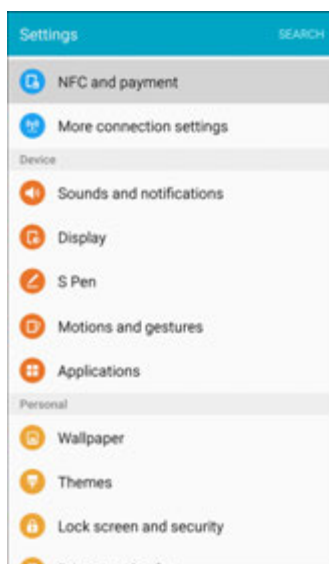 Settings
SEARCH
NFC and payment
More connection settings
Device
Sounds and notifications
Display
S Pen
Motions and gestures
Applications
Personal
Wallpaper
Themes
Lock screen and security